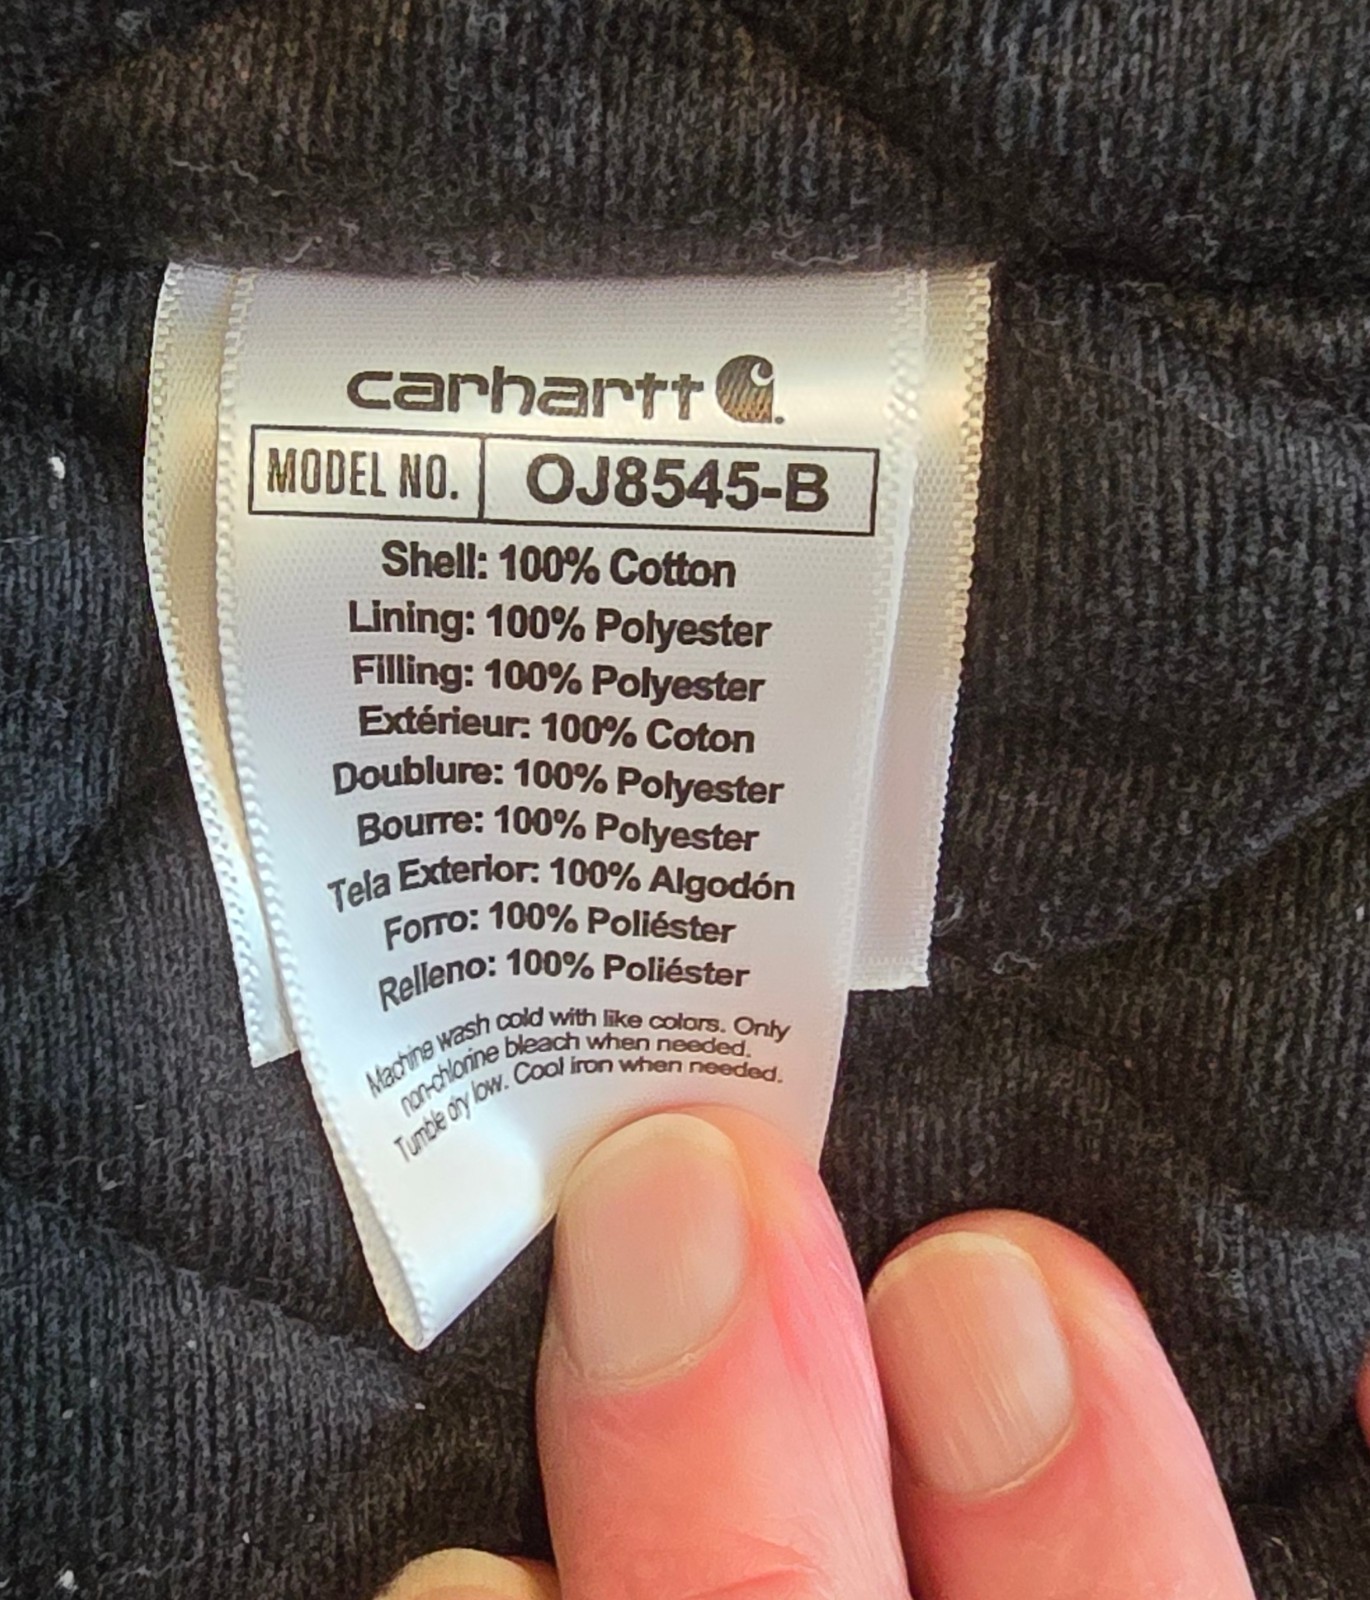 carhartt
MODEL NO. OJ8545-B
Shell: 100% Cotton
Lining: 100% Polyester
Filling: 100% Polyester
Extérieur: 100% Coton
Doublure: 100% Polyester
Bourre: 100% Polyester
Tela Exterior: 100% Algodón
Forro: 100% Poliéster
Relleno: 100% Poliéster
Machine wash cold with like colors. Only
non-chlorine bleach when needed.
Tumble dry low. Cool iron when needed.